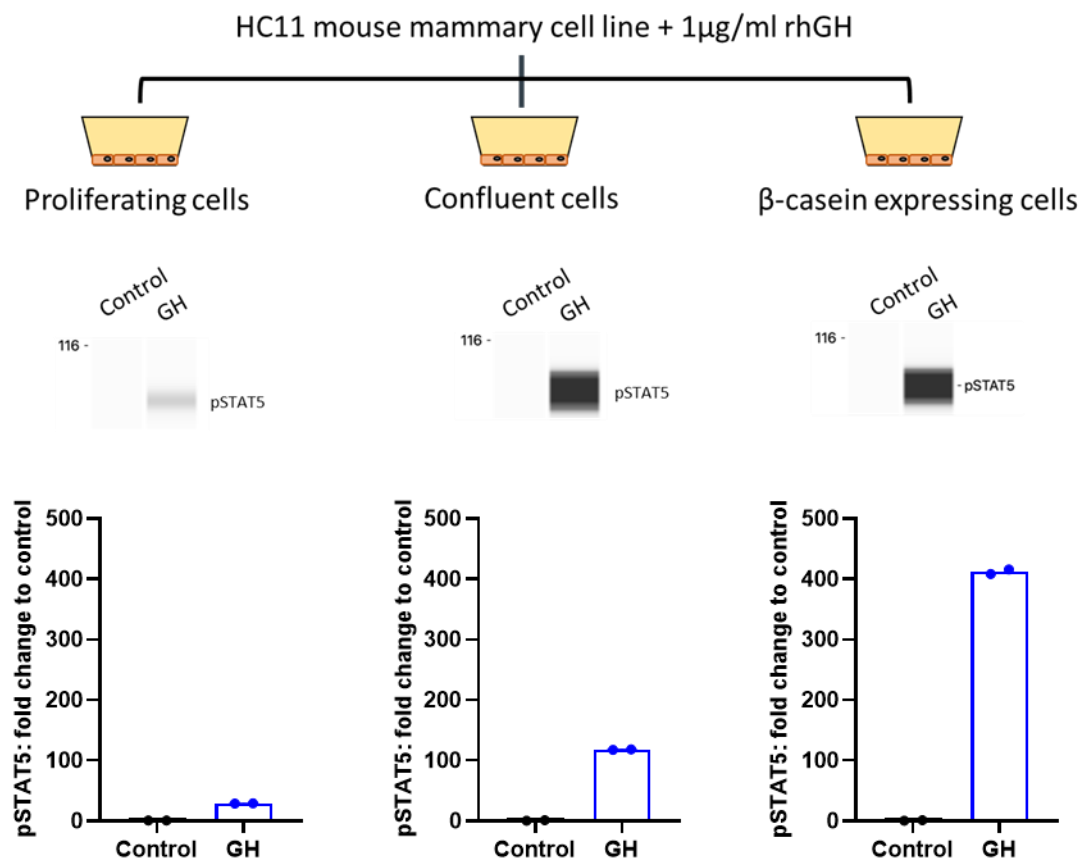 HC11 mouse mammary cell line + 1µg/ml rhGH
Proliferating cells
Confluent cells
β-casein expressing cells
Control
GH
116 -
pSTAT5
Control
GH
116 -
pSTAT5
Control
GH
116 -
- pSTAT5
pSTAT5: fold change to control
500
400
300
200
100
0
Control GH
pSTAT5: fold change to control
500
400
300
200
100
0
Control GH
pSTAT5: fold change to control
500
400
300
200
100
0
Control GH